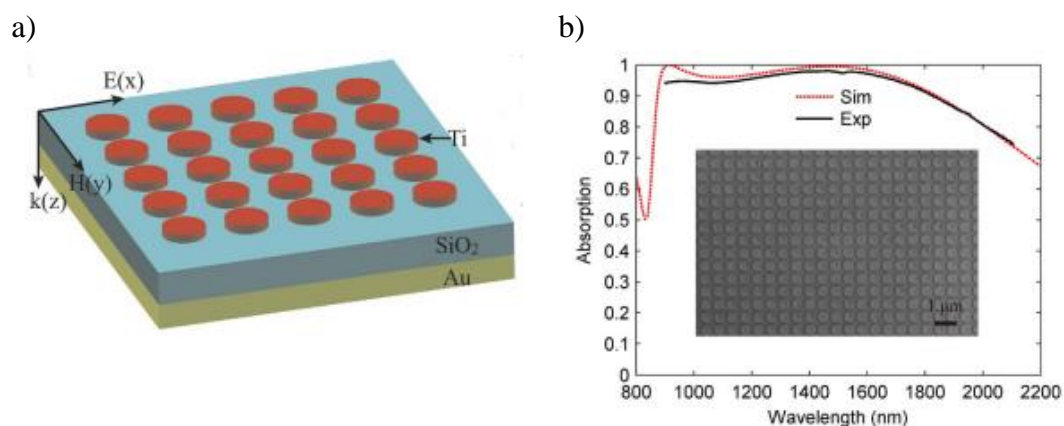 a)
E(x)
Ti
H(y)
k(z)
SiO₂
Au
b)
1
0.9
0.8
0.7
0.6
0.5
0.4
0.3
0.2
0.1
0
Absorption
Sim
Exp
1 μm
800 1000 1200 1400 1600 1800 2000 2200
Wavelength (nm)